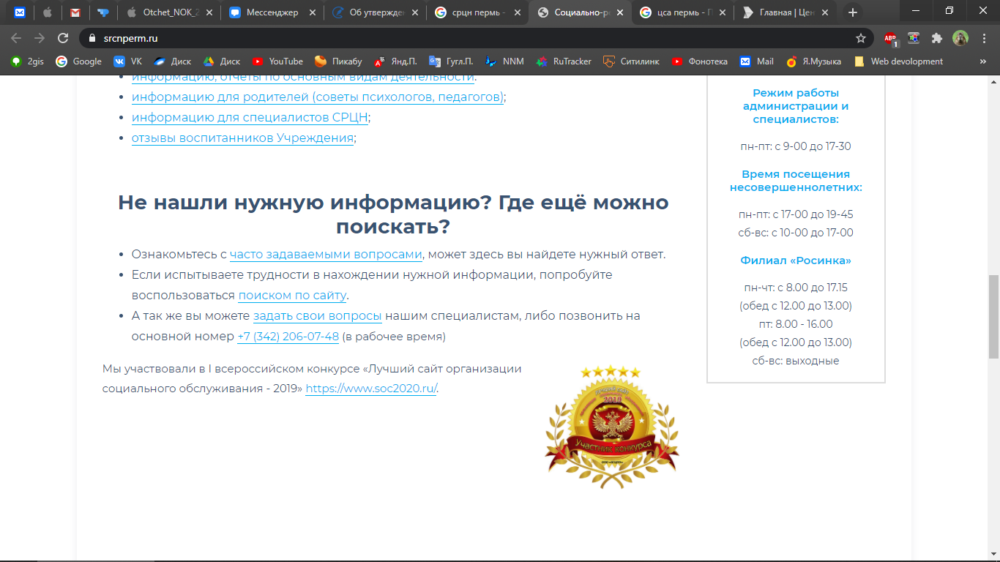 Otchet_NOK_2
Мессенджер
Об утвержден
срцн пермь -
Социально-ре
цса пермь - П
Главная | Цен
srcnperm.ru
ABP
1
2gis
Google
VK
Диск
Диск
YouTube
Пикабу
Янд.П.
Гугл.П.
NNM
RuTracker
Ситилинк
Фонотека
Mail
Я.Музыка
Web devolopment
»
информацию, отчеты по основным видам деятельности.
информацию для родителей (советы психологов, педагогов);
информацию для специалистов СРЦН;
отзывы воспитанников Учреждения;
Не нашли нужную информацию? Где ещё можно
поискать?
Ознакомьтесь с часто задаваемыми вопросами, может здесь вы найдете нужный ответ.
Если испытываете трудности в нахождении нужной информации, попробуйте
воспользоваться поиском по сайту.
А так же вы можете задать свои вопросы нашим специалистам, либо позвонить на
основной номер +7 (342) 206-07-48 (в рабочее время)
Мы участвовали в I всероссийском конкурсе «Лучший сайт организации
социального обслуживания - 2019» https://www.soc2020.ru/.
2019
Участник конкурса
Режим работы
администрации и
специалистов:
пн-пт: с 9-00 до 17-30
Время посещения
несовершеннолетних:
пн-пт: с 17-00 до 19-45
сб-вс: с 10-00 до 17-00
Филиал «Росинка»
пн-чт: с 8.00 до 17.15
(обед с 12.00 до 13.00)
пт: 8.00 - 16.00
(обед с 12.00 до 13.00)
сб-вс: выходные